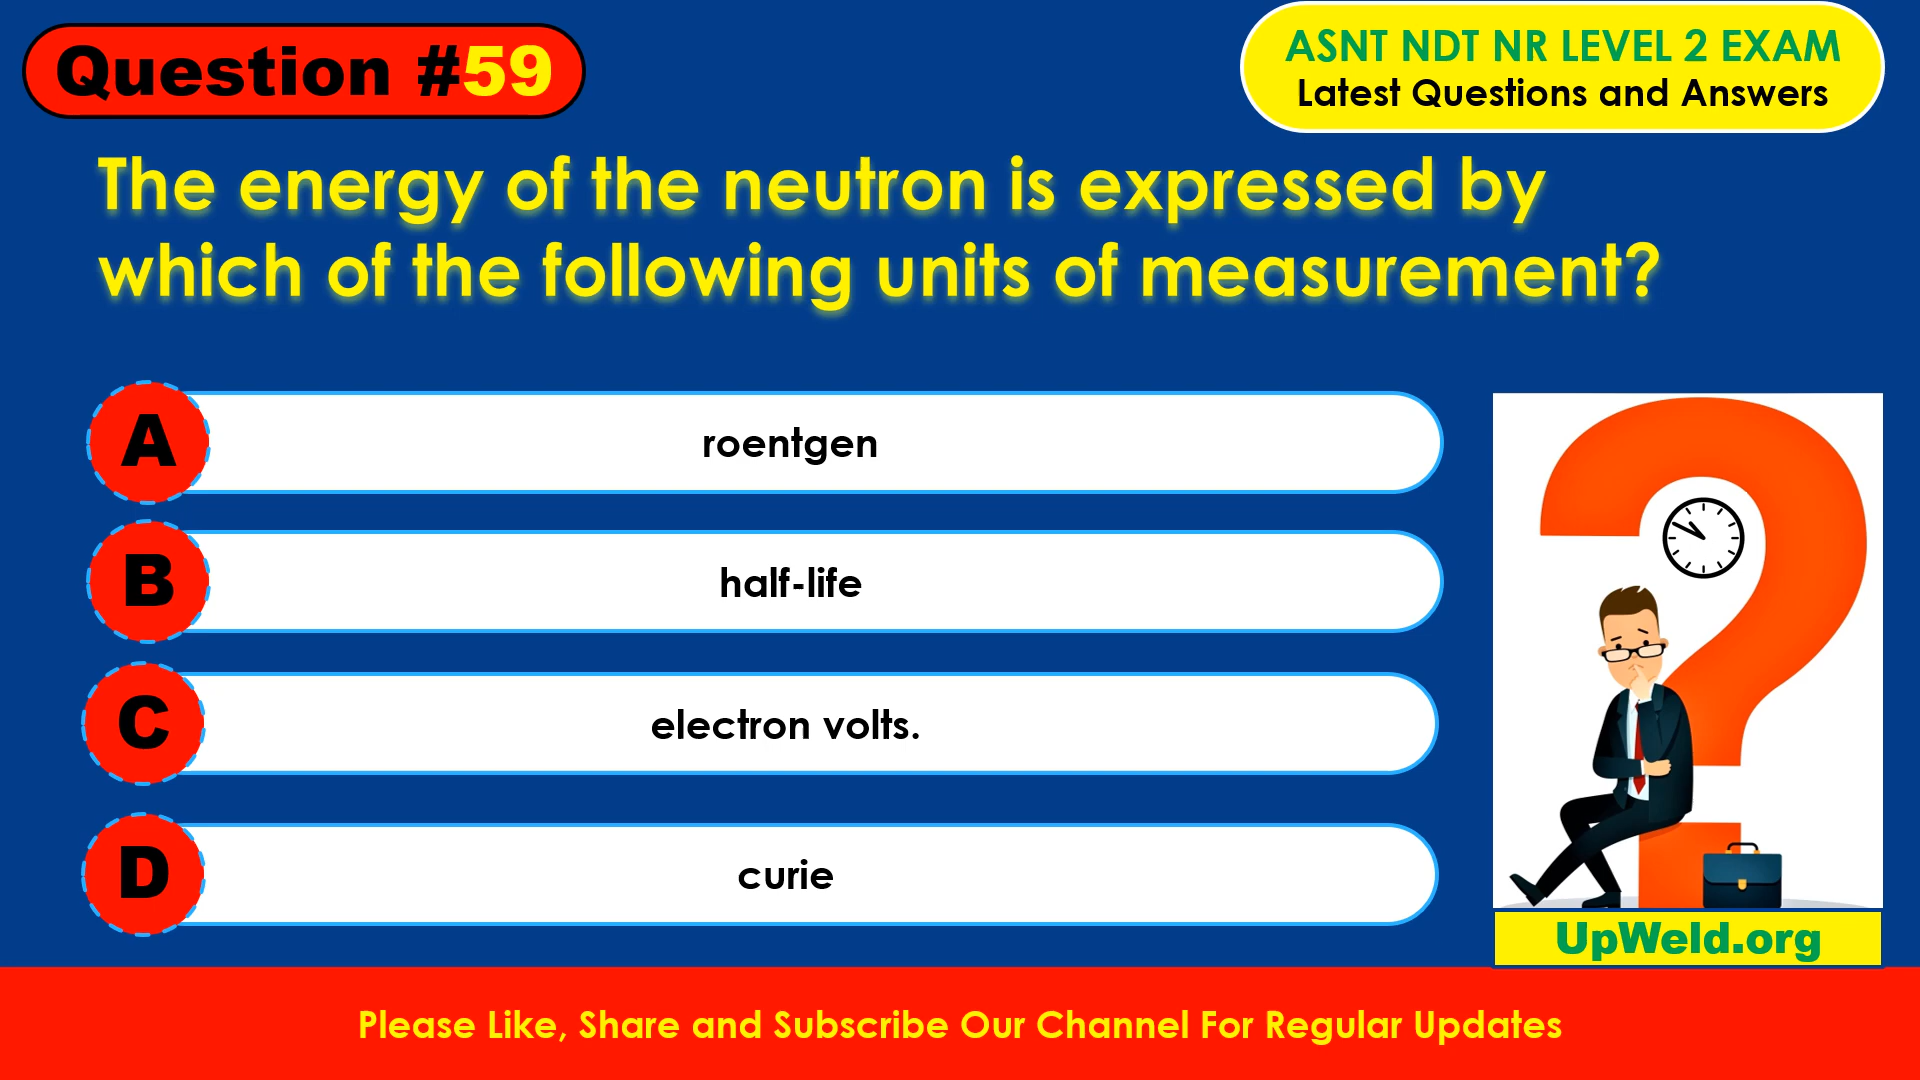 Question #59
ASNT NDT NR LEVEL 2 EXAM
Latest Questions and Answers
The energy of the neutron is expressed by
which of the following units of measurement?
A
roentgen
B
half-life
C
electron volts.
D
curie
UpWeld.org
Please Like, Share and Subscribe Our Channel For Regular Updates